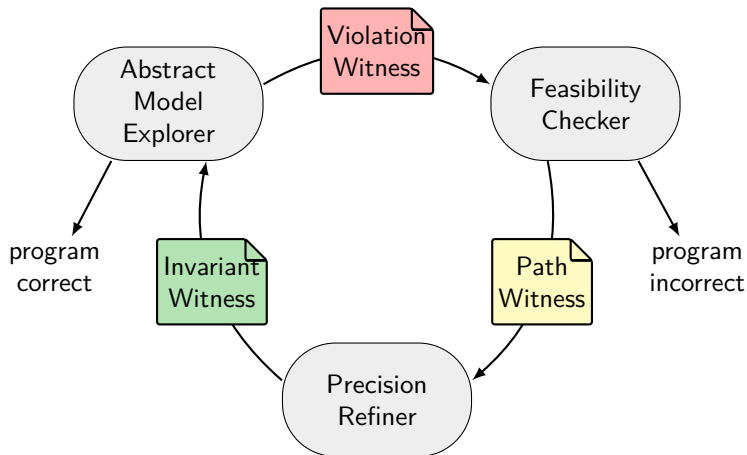 Abstract
Model
Explorer
Violation
Witness
Feasibility
Checker
program
correct
Invariant
Witness
Path
Witness
program
incorrect
Precision
Refiner